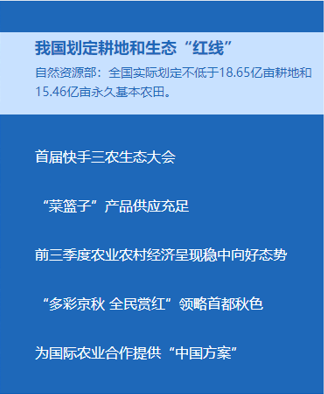 我国划定耕地和生态“红线”
自然资源部：全国实际划定不低于18.65亿亩耕地和
15.46亿亩永久基本农田。
首届快手三农生态大会
“菜篮子”产品供应充足
前三季度农业农村经济呈现稳中向好态势
“多彩京秋 全民赏红”领略首都秋色
为国际农业合作提供“中国方案”